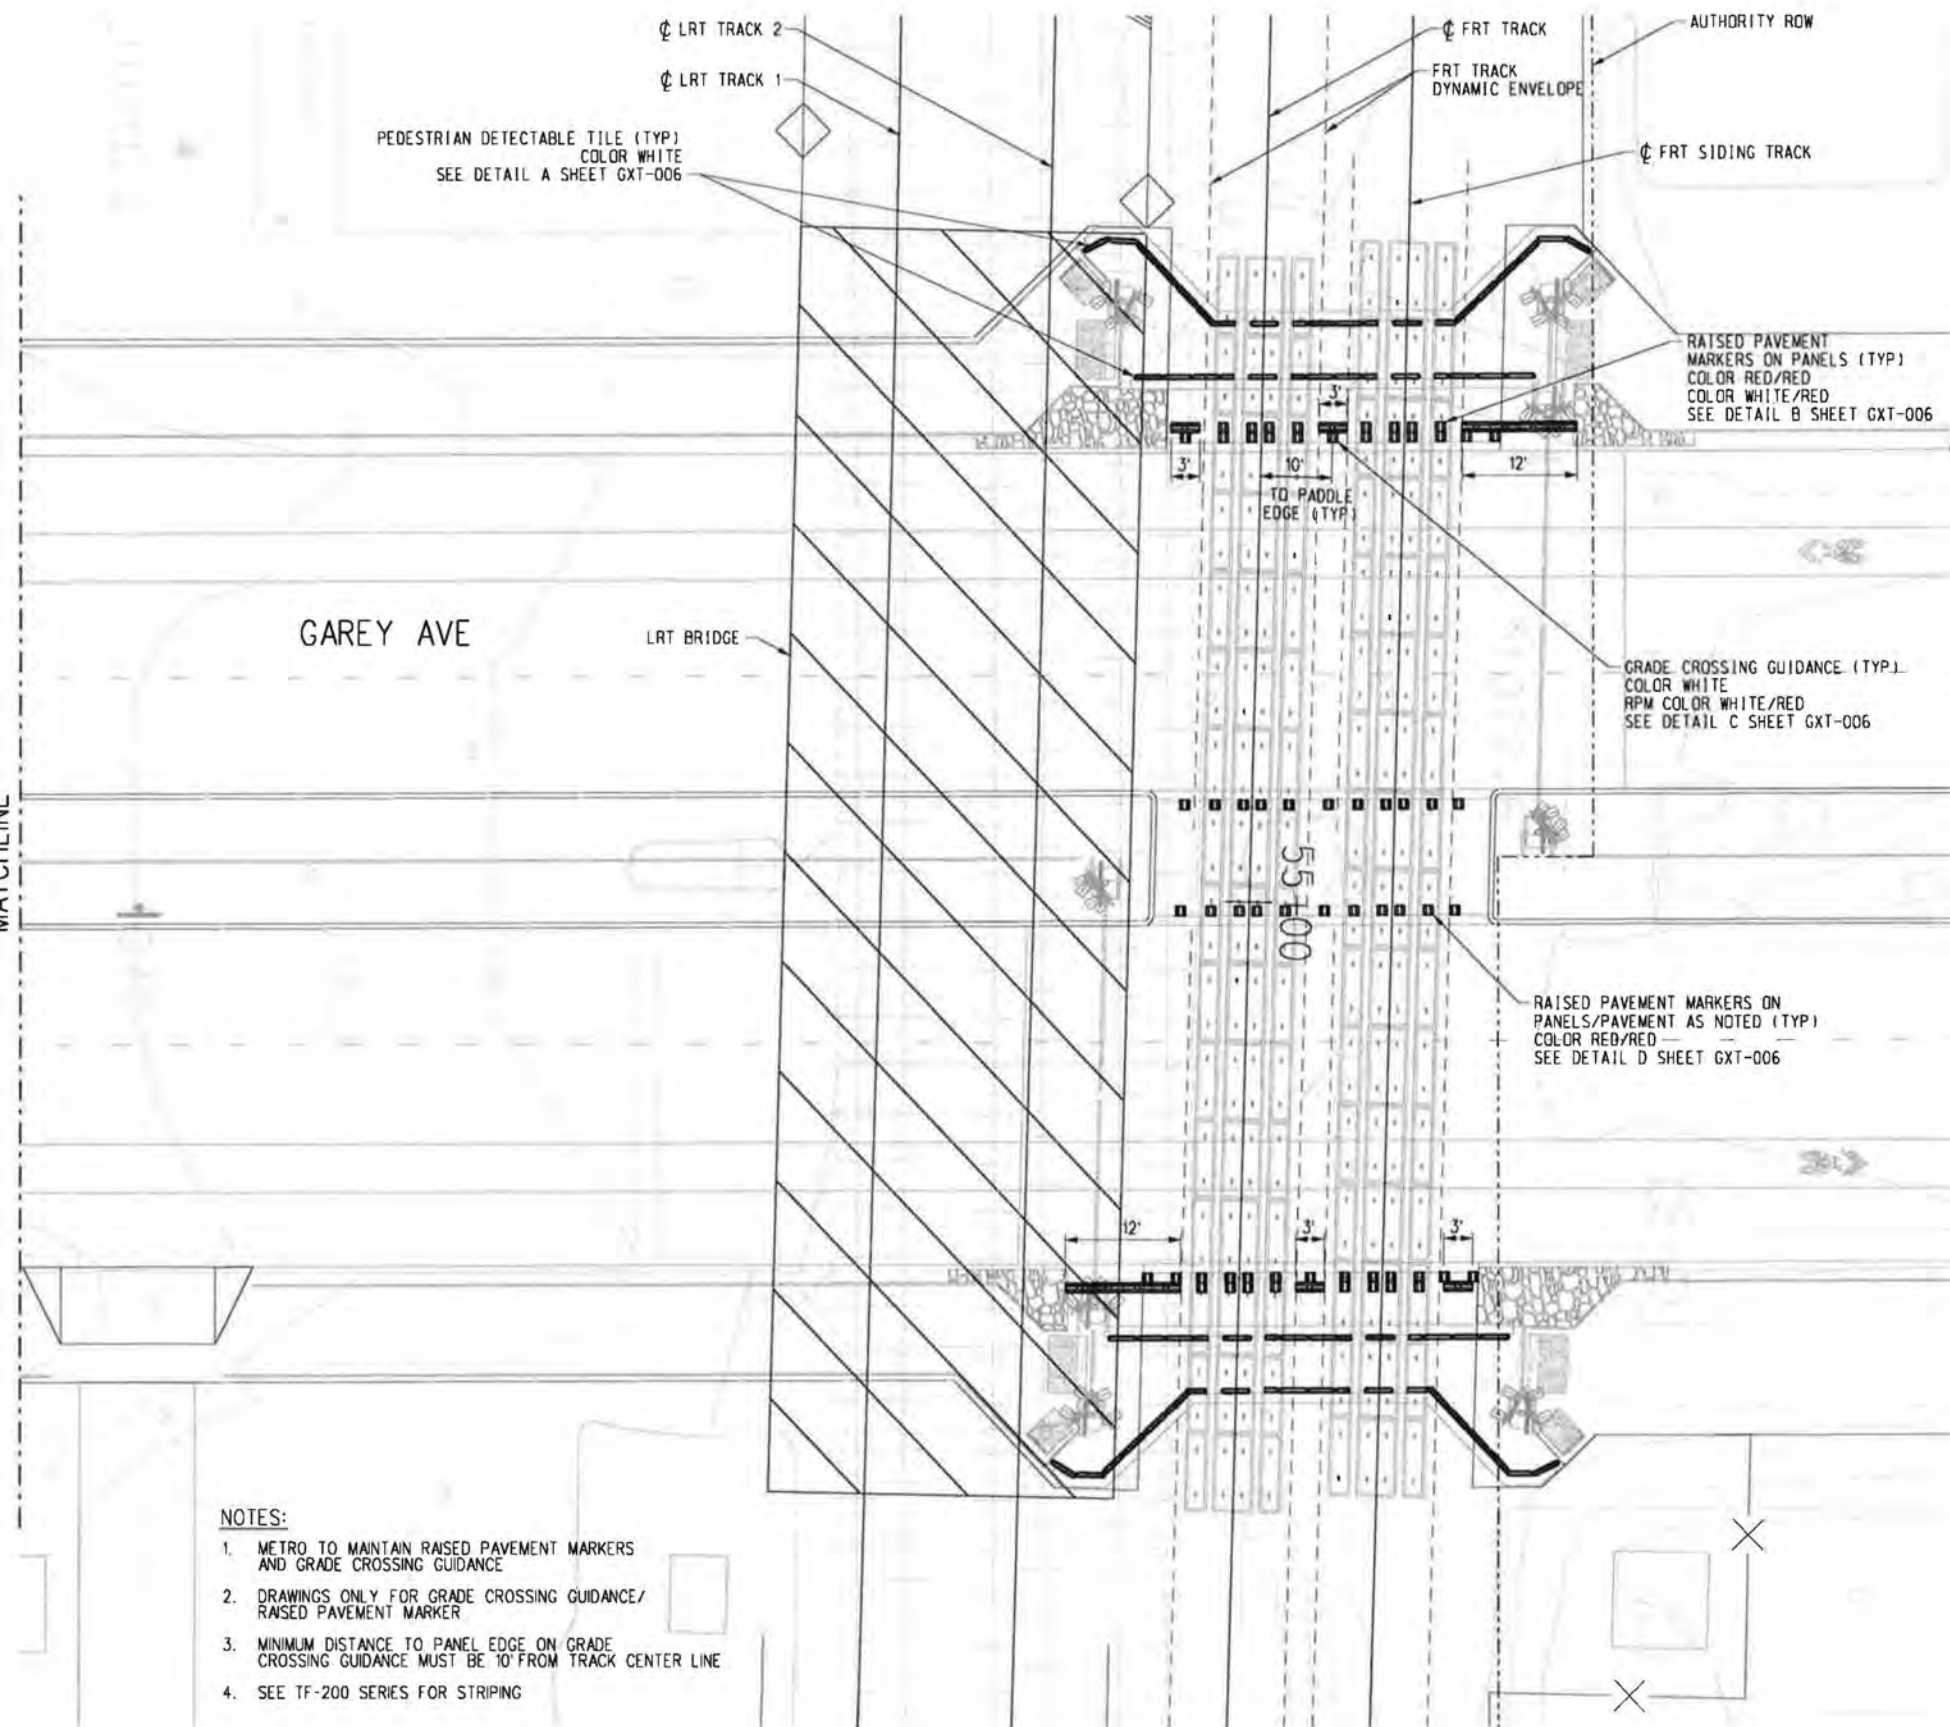 ℄ LRT TRACK 2
℄ LRT TRACK 1
℄ FRT TRACK
AUTHORITY ROW
FRT TRACK
DYNAMIC ENVELOPE
℄ FRT SIDING TRACK
PEDESTRIAN DETECTABLE TILE (TYP)
COLOR WHITE
SEE DETAIL A SHEET GXT-006
RAISED PAVEMENT
MARKERS ON PANELS (TYP)
COLOR RED/RED
COLOR WHITE/RED
SEE DETAIL B SHEET GXT-006
3'
3'
10'
TO PADDLE
EDGE (TYP)
12'
GAREY AVE
LRT BRIDGE
GRADE CROSSING GUIDANCE (TYP)
COLOR WHITE
RPM COLOR WHITE/RED
SEE DETAIL C SHEET GXT-006
MATCHLINE
55+00
RAISED PAVEMENT MARKERS ON
PANELS/PAVEMENT AS NOTED (TYP)
COLOR RED/RED
SEE DETAIL D SHEET GXT-006
12'
3'
3'
NOTES:
1. METRO TO MAINTAIN RAISED PAVEMENT MARKERS
AND GRADE CROSSING GUIDANCE
2. DRAWINGS ONLY FOR GRADE CROSSING GUIDANCE/
RAISED PAVEMENT MARKER
3. MINIMUM DISTANCE TO PANEL EDGE ON GRADE
CROSSING GUIDANCE MUST BE 10' FROM TRACK CENTER LINE
4. SEE TF-200 SERIES FOR STRIPING